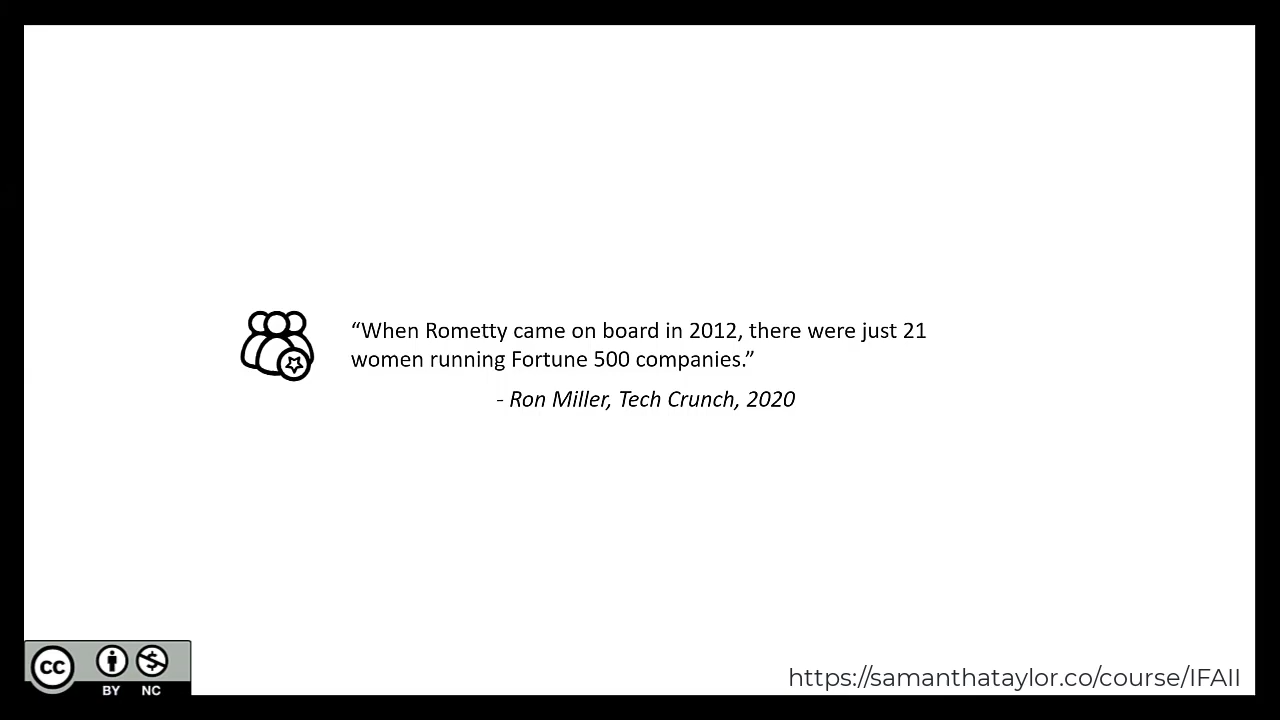 “When Rometty came on board in 2012, there were just 21
women running Fortune 500 companies.”
- Ron Miller, Tech Crunch, 2020
cc
BY NC
https://samanthataylor.co/course/IFAII